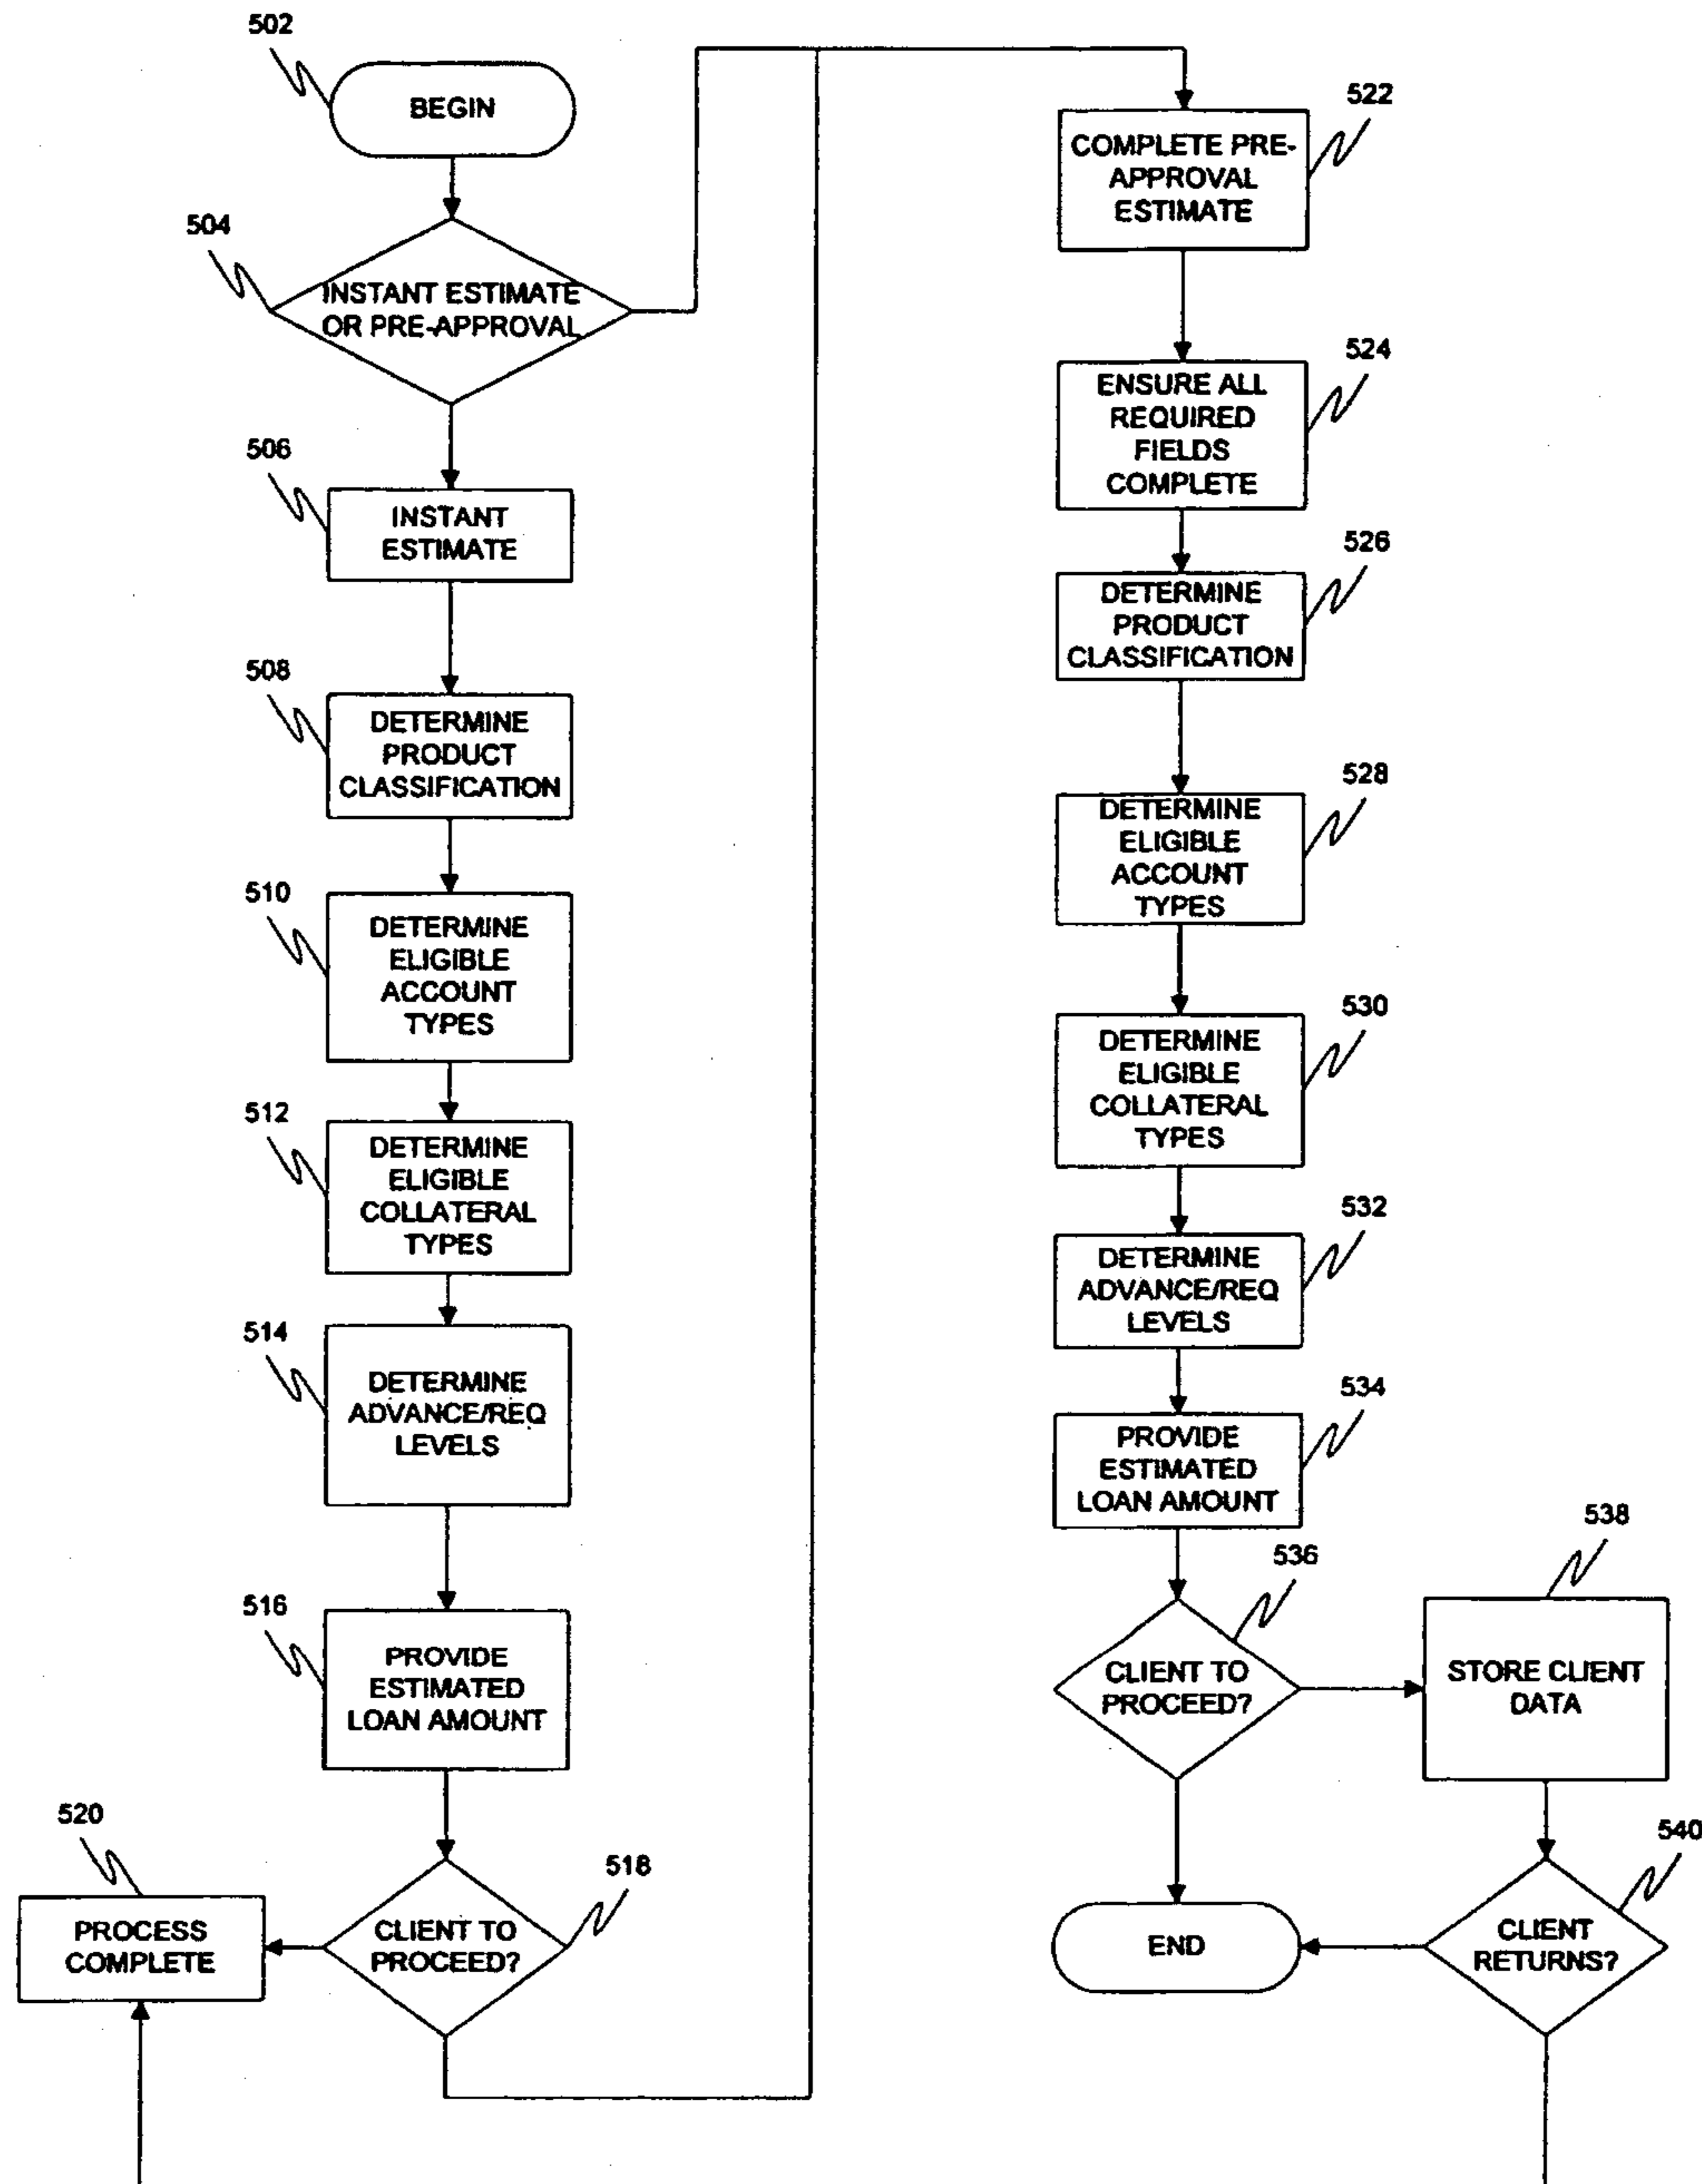 502
BEGIN
504
INSTANT ESTIMATE
OR PRE-APPROVAL
506
INSTANT
ESTIMATE
508
DETERMINE
PRODUCT
CLASSIFICATION
510
DETERMINE
ELIGIBLE
ACCOUNT
TYPES
512
DETERMINE
ELIGIBLE
COLLATERAL
TYPES
514
DETERMINE
ADVANCE/REQ
LEVELS
516
PROVIDE
ESTIMATED
LOAN AMOUNT
518
CLIENT TO
PROCEED?
520
PROCESS
COMPLETE
522
COMPLETE PRE-
APPROVAL
ESTIMATE
524
ENSURE ALL
REQUIRED
FIELDS
COMPLETE
526
DETERMINE
PRODUCT
CLASSIFICATION
528
DETERMINE
ELIGIBLE
ACCOUNT
TYPES
530
DETERMINE
ELIGIBLE
COLLATERAL
TYPES
532
DETERMINE
ADVANCE/REQ
LEVELS
534
PROVIDE
ESTIMATED
LOAN AMOUNT
536
CLIENT TO
PROCEED?
538
STORE CLIENT
DATA
540
CLIENT
RETURNS?
END